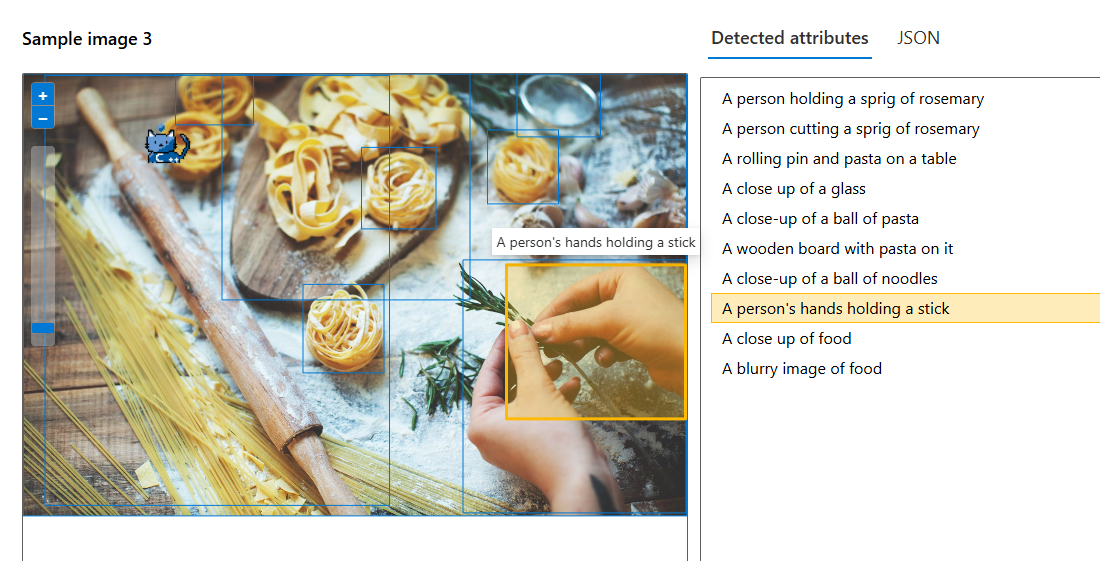 Sample image 3
Detected attributes
JSON
+
−
A person's hands holding a stick
A person holding a sprig of rosemary
A person cutting a sprig of rosemary
A rolling pin and pasta on a table
A close up of a glass
A close-up of a ball of pasta
A wooden board with pasta on it
A close-up of a ball of noodles
A person's hands holding a stick
A close up of food
A blurry image of food